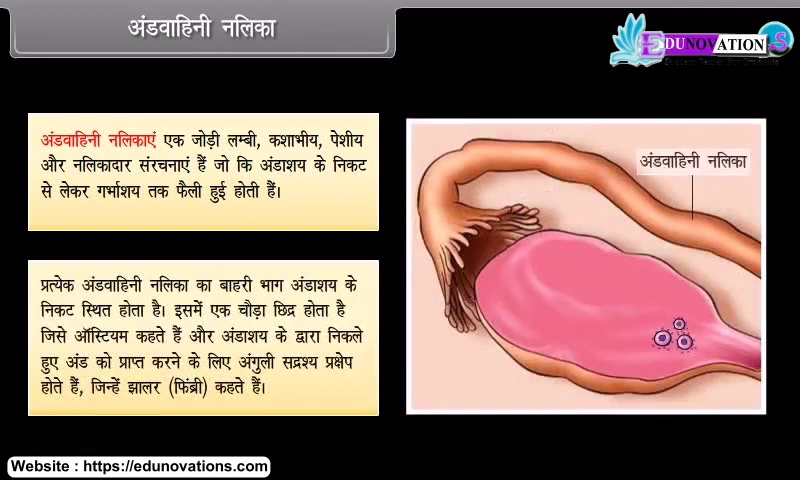 अंडवाहिनी नलिका
EDUNOVATIONS
अंडवाहिनी नलिकाएं एक जोड़ी लम्बी, कशाभीय, पेशीय
और नलिकादार संरचनाएं हैं जो कि अंडाशय के निकट
से लेकर गर्भाशय तक फैली हुई होती हैं।
अंडवाहिनी नलिका
प्रत्येक अंडवाहिनी नलिका का बाहरी भाग अंडाशय के
निकट स्थित होता है। इसमें एक चौड़ा छिद्र होता है
जिसे ऑस्टियम कहते हैं और अंडाशय के द्वारा निकले
हुए अंड को प्राप्त करने के लिए अंगुली सद्रश्य प्रक्षेप
होते हैं, जिन्हें झालर (फिंब्री) कहते हैं।
Website : https://edunovations.com